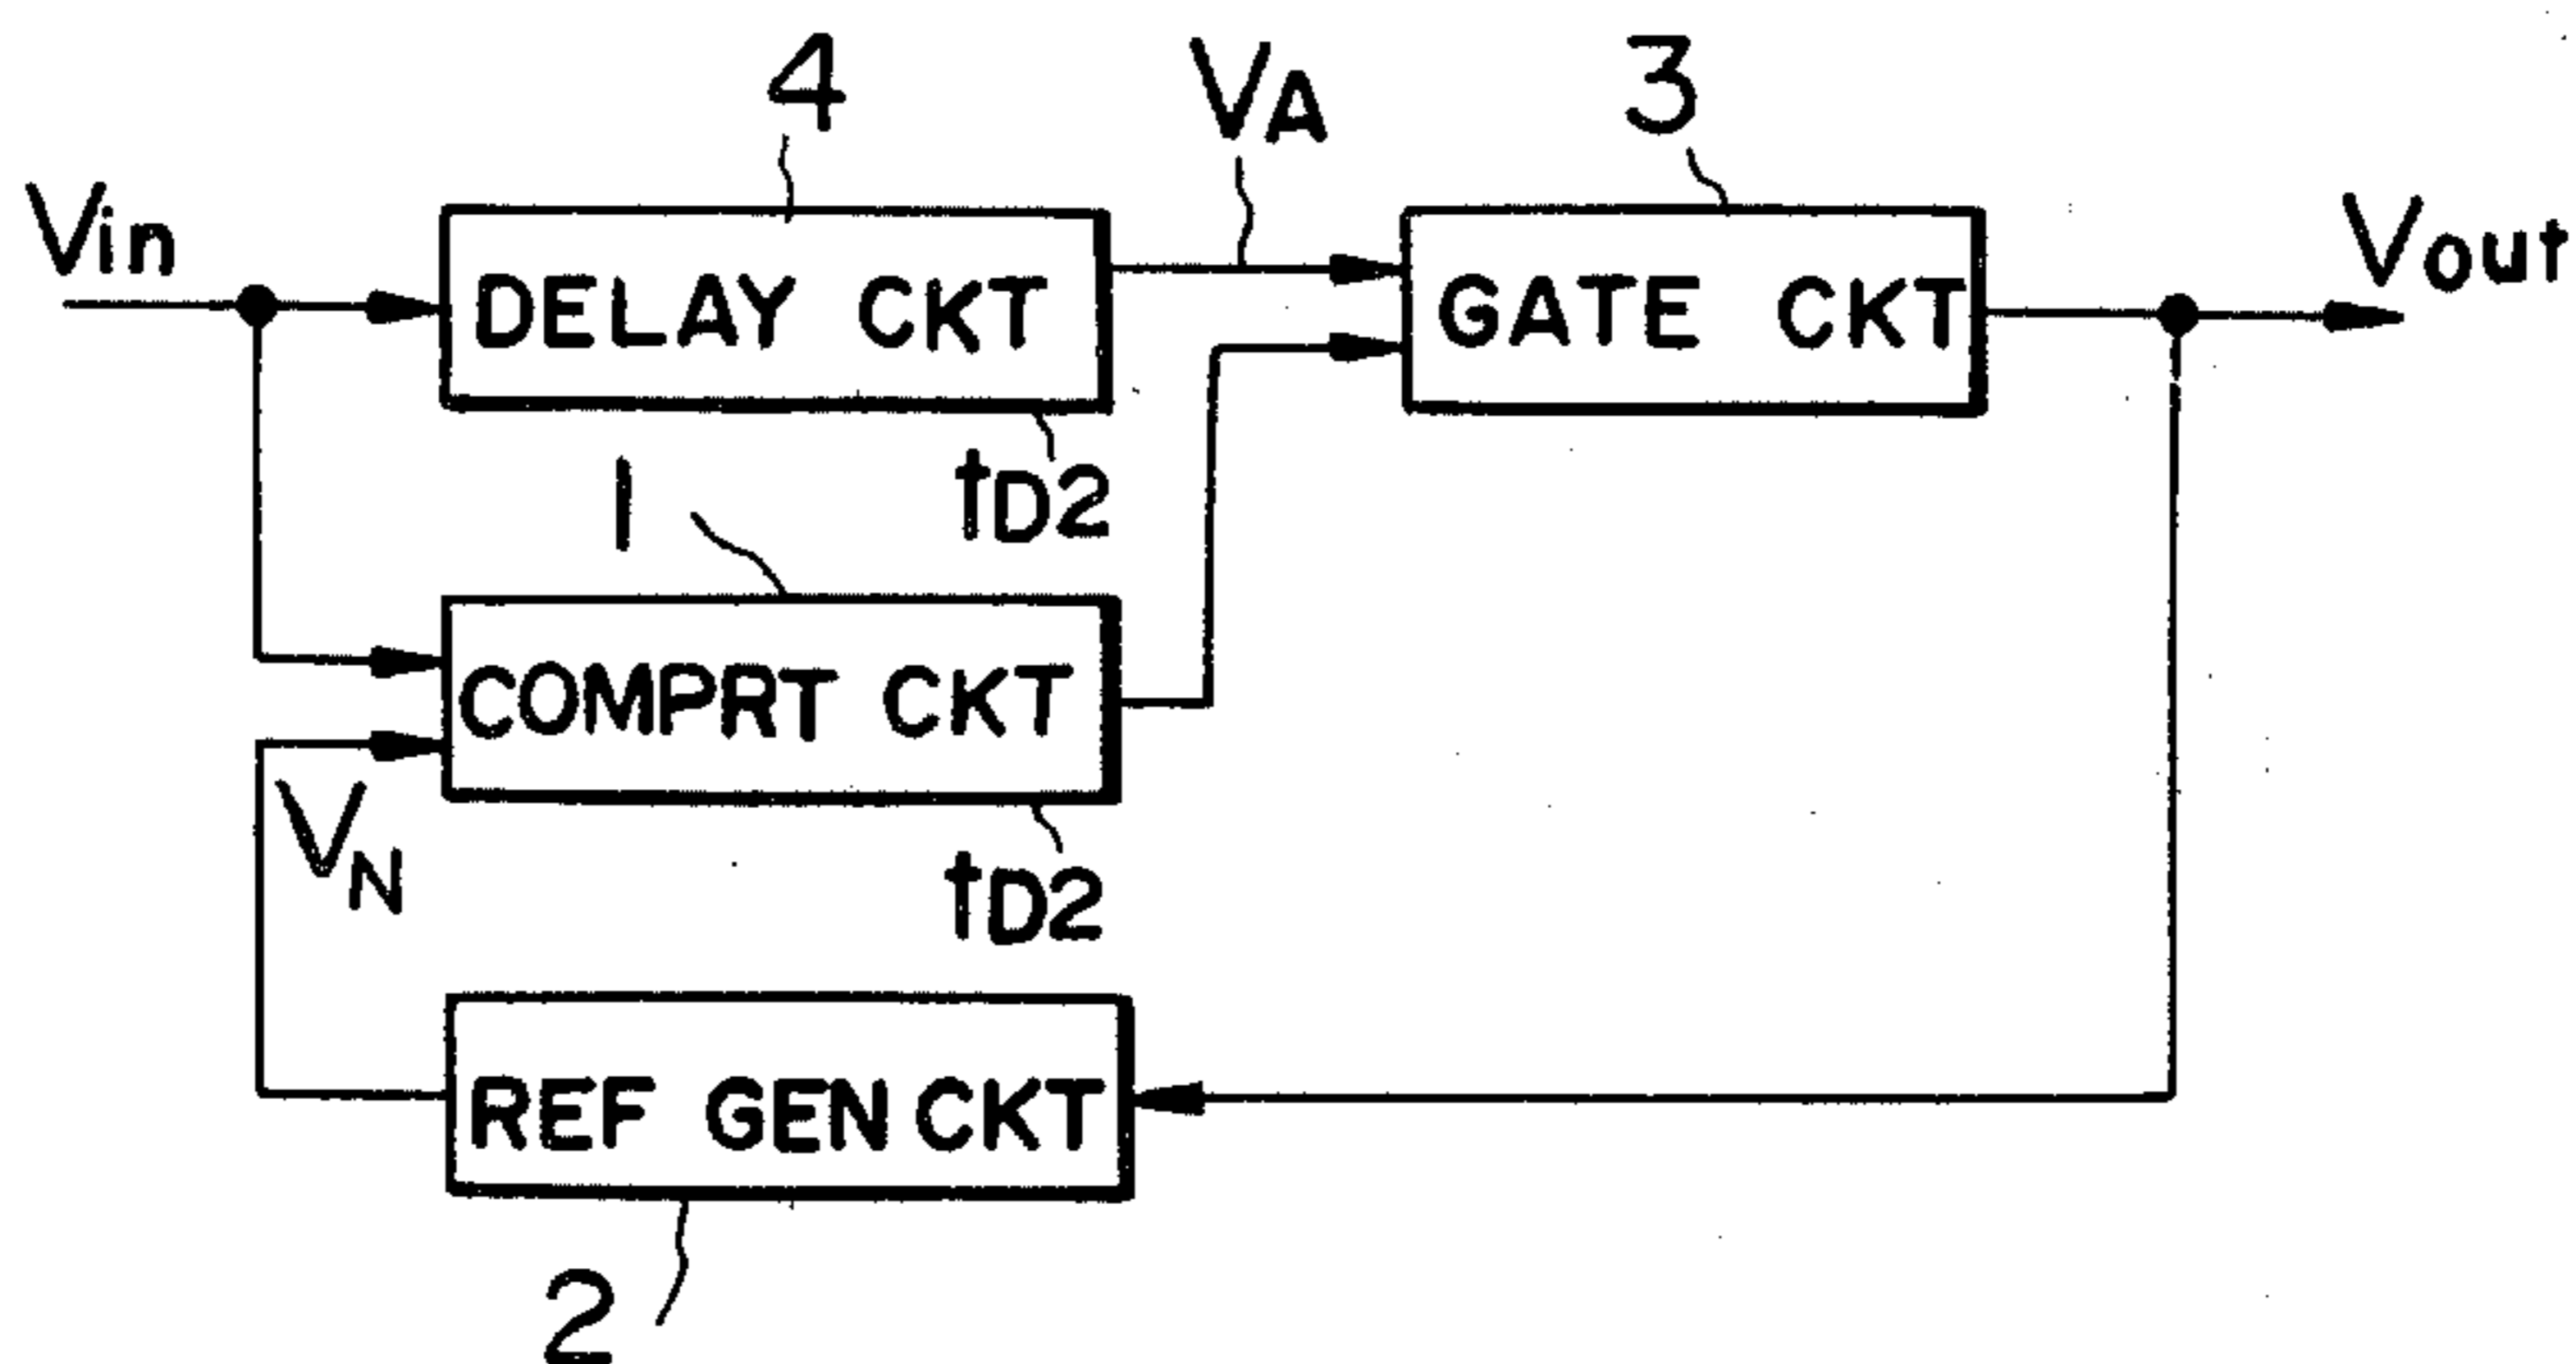 4
VA
3
Vin
DELAY CKT
GATE CKT
Vout
tD2
1
COMPRT CKT
VN
tD2
REF GEN CKT
2